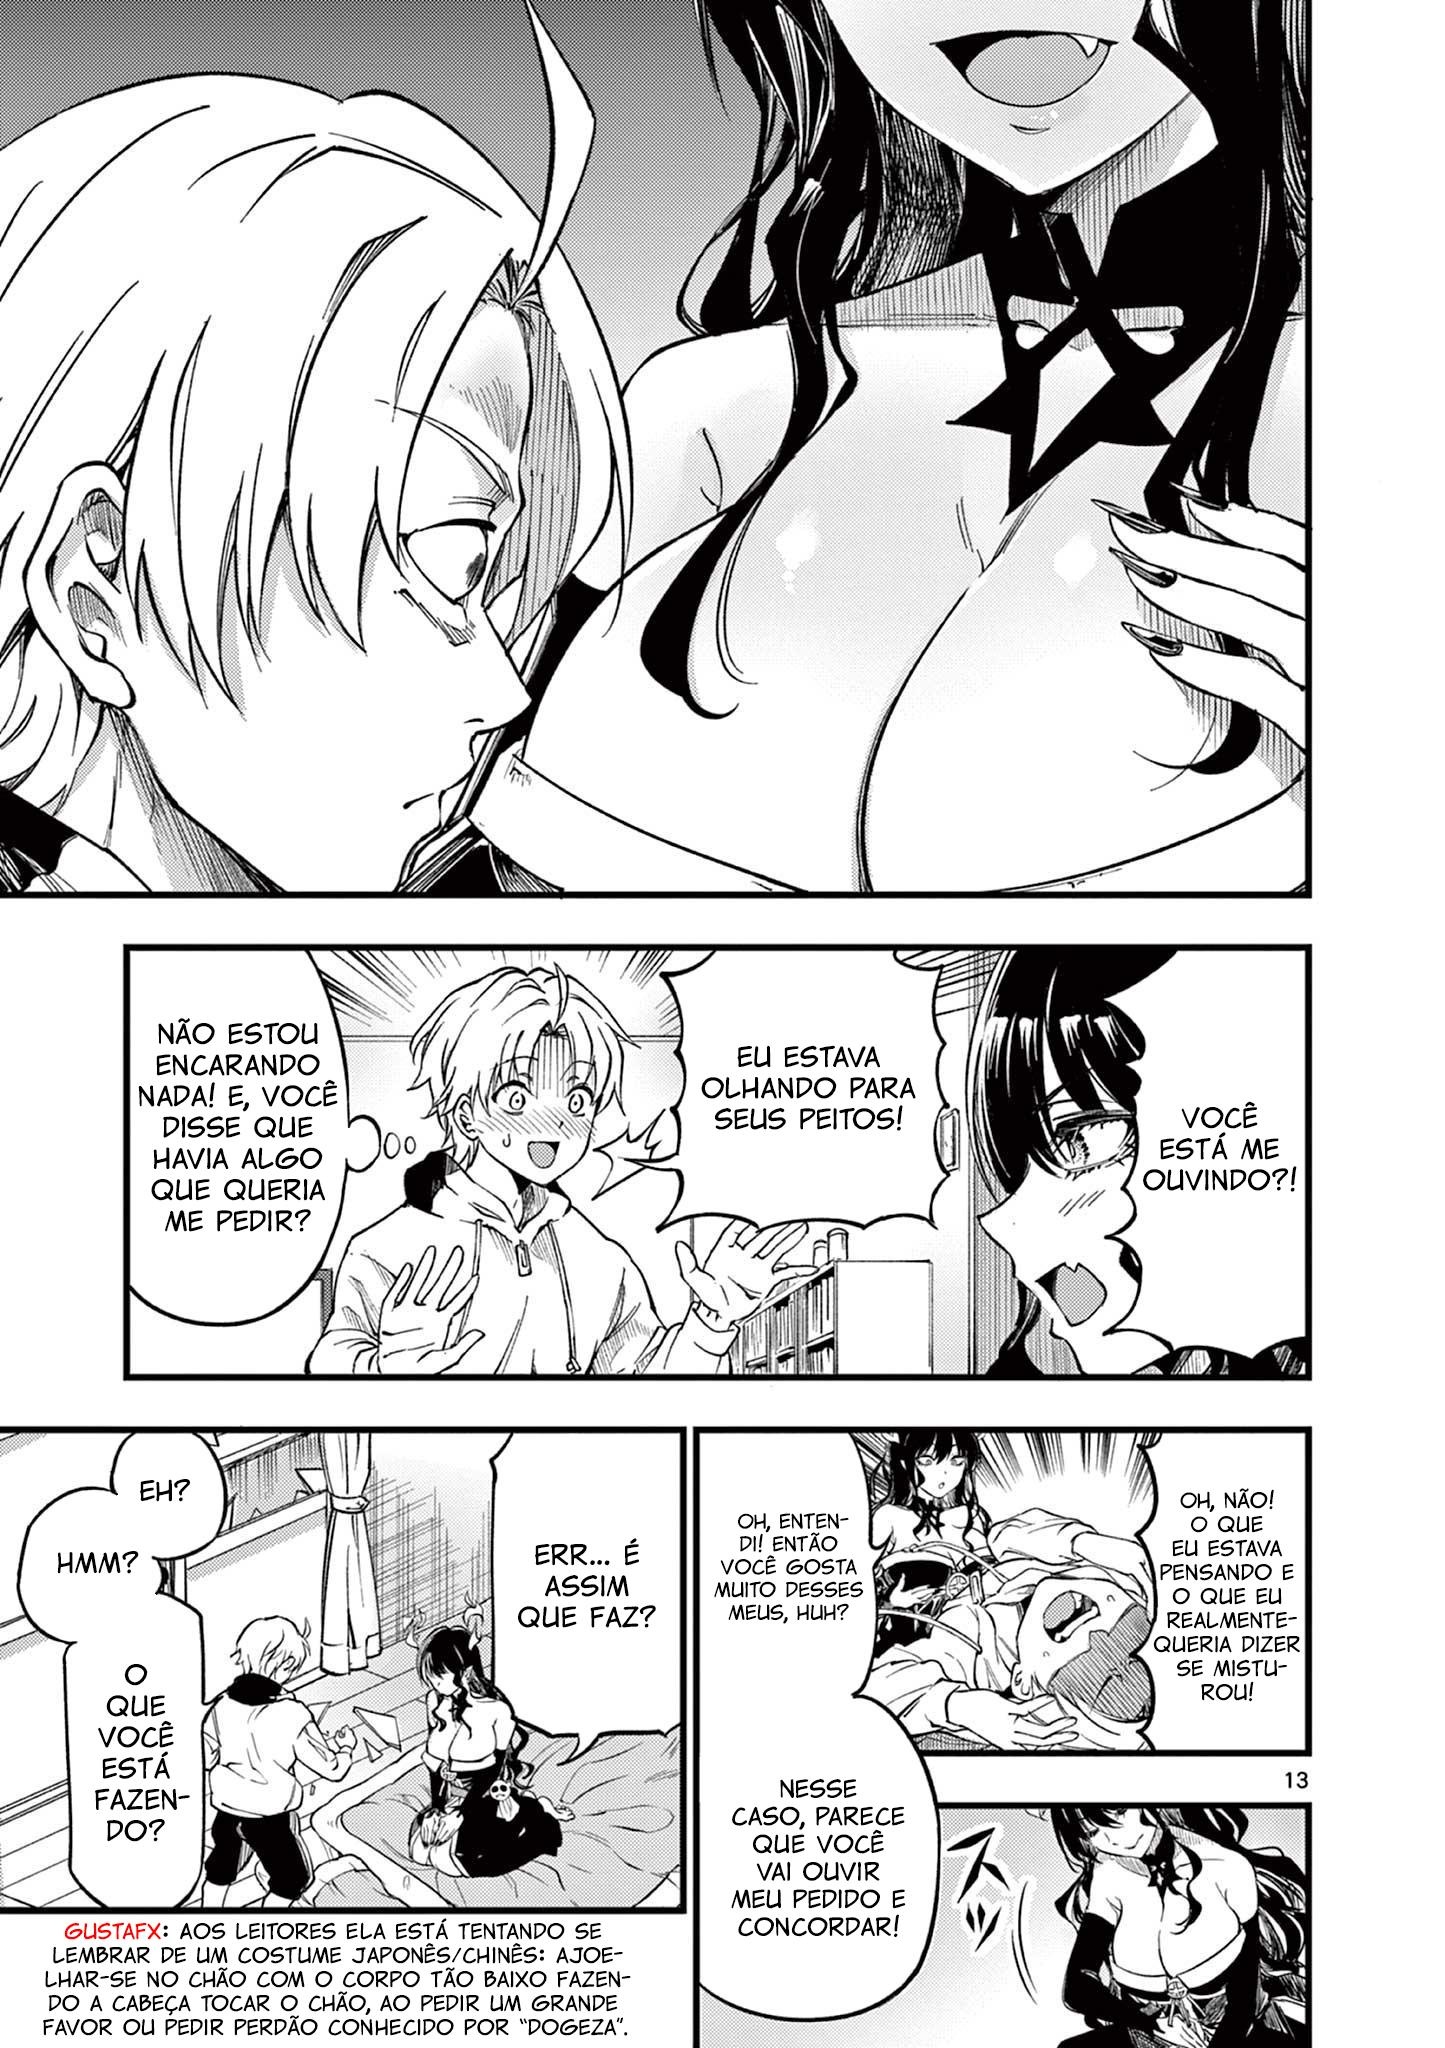 VOCÊ
ESTÁ ME
OUVINDO?!
EU ESTAVA
OLHANDO PARA
SEUS PEITOS!
NÃO ESTOU
ENCARANDO
NADA! E, VOCÊ
DISSE QUE
HAVIA ALGO
QUE QUERIA
ME PEDIR?
OH, NÃO!
O QUE
EU ESTAVA
PENSANDO E
O QUE EU
REALMENTE-
QUERIA DIZER
SE MISTU-
ROU!
OH, ENTEN-
DI! ENTÃO
VOCÊ GOSTA
MUITO DESSES
MEUS, HUH?
13
NESSE
CASO, PARECE
QUE VOCÊ
VAI OUVIR
MEU PEDIDO E
CONCORDAR!
ERR... É
ASSIM
QUE FAZ?
EH?
HMM?
O
QUE
VOCÊ
ESTÁ
FAZEN-
DO?
GUSTAFX: AOS LEITORES ELA ESTÁ TENTANDO SE
LEMBRAR DE UM COSTUME JAPONÊS/CHINÊS: AJOE-
LHAR-SE NO CHÃO COM O CORPO TÃO BAIXO FAZEN-
DO A CABEÇA TOCAR O CHÃO, AO PEDIR UM GRANDE
FAVOR OU PEDIR PERDÃO CONHECIDO POR "DOGEZA".